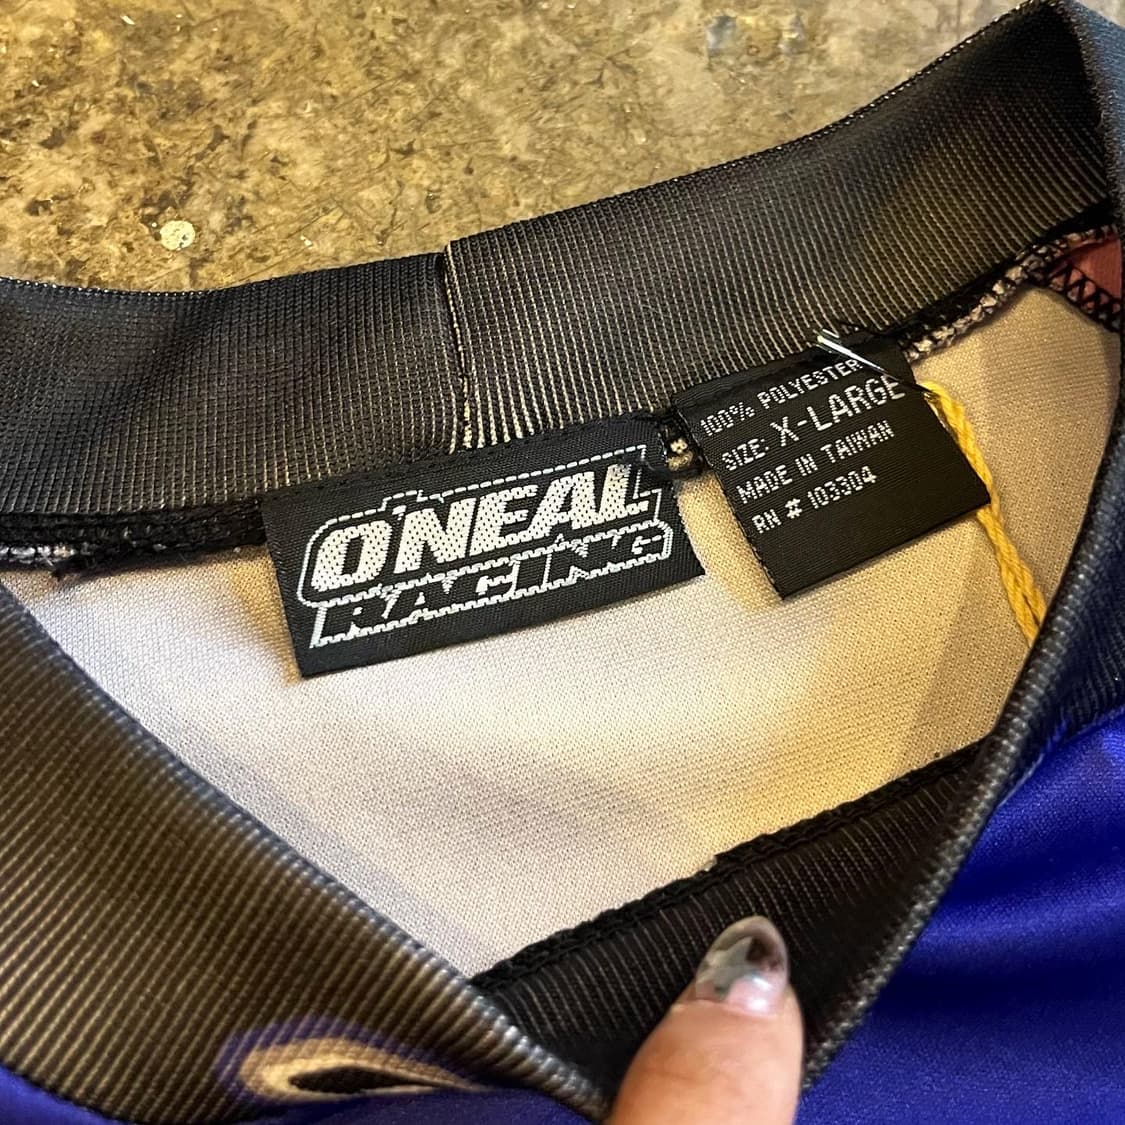 O'NEAL
RACING
100% POLYESTER
SIZE: X-LARGE
MADE IN TAIWAN
RN # 103304